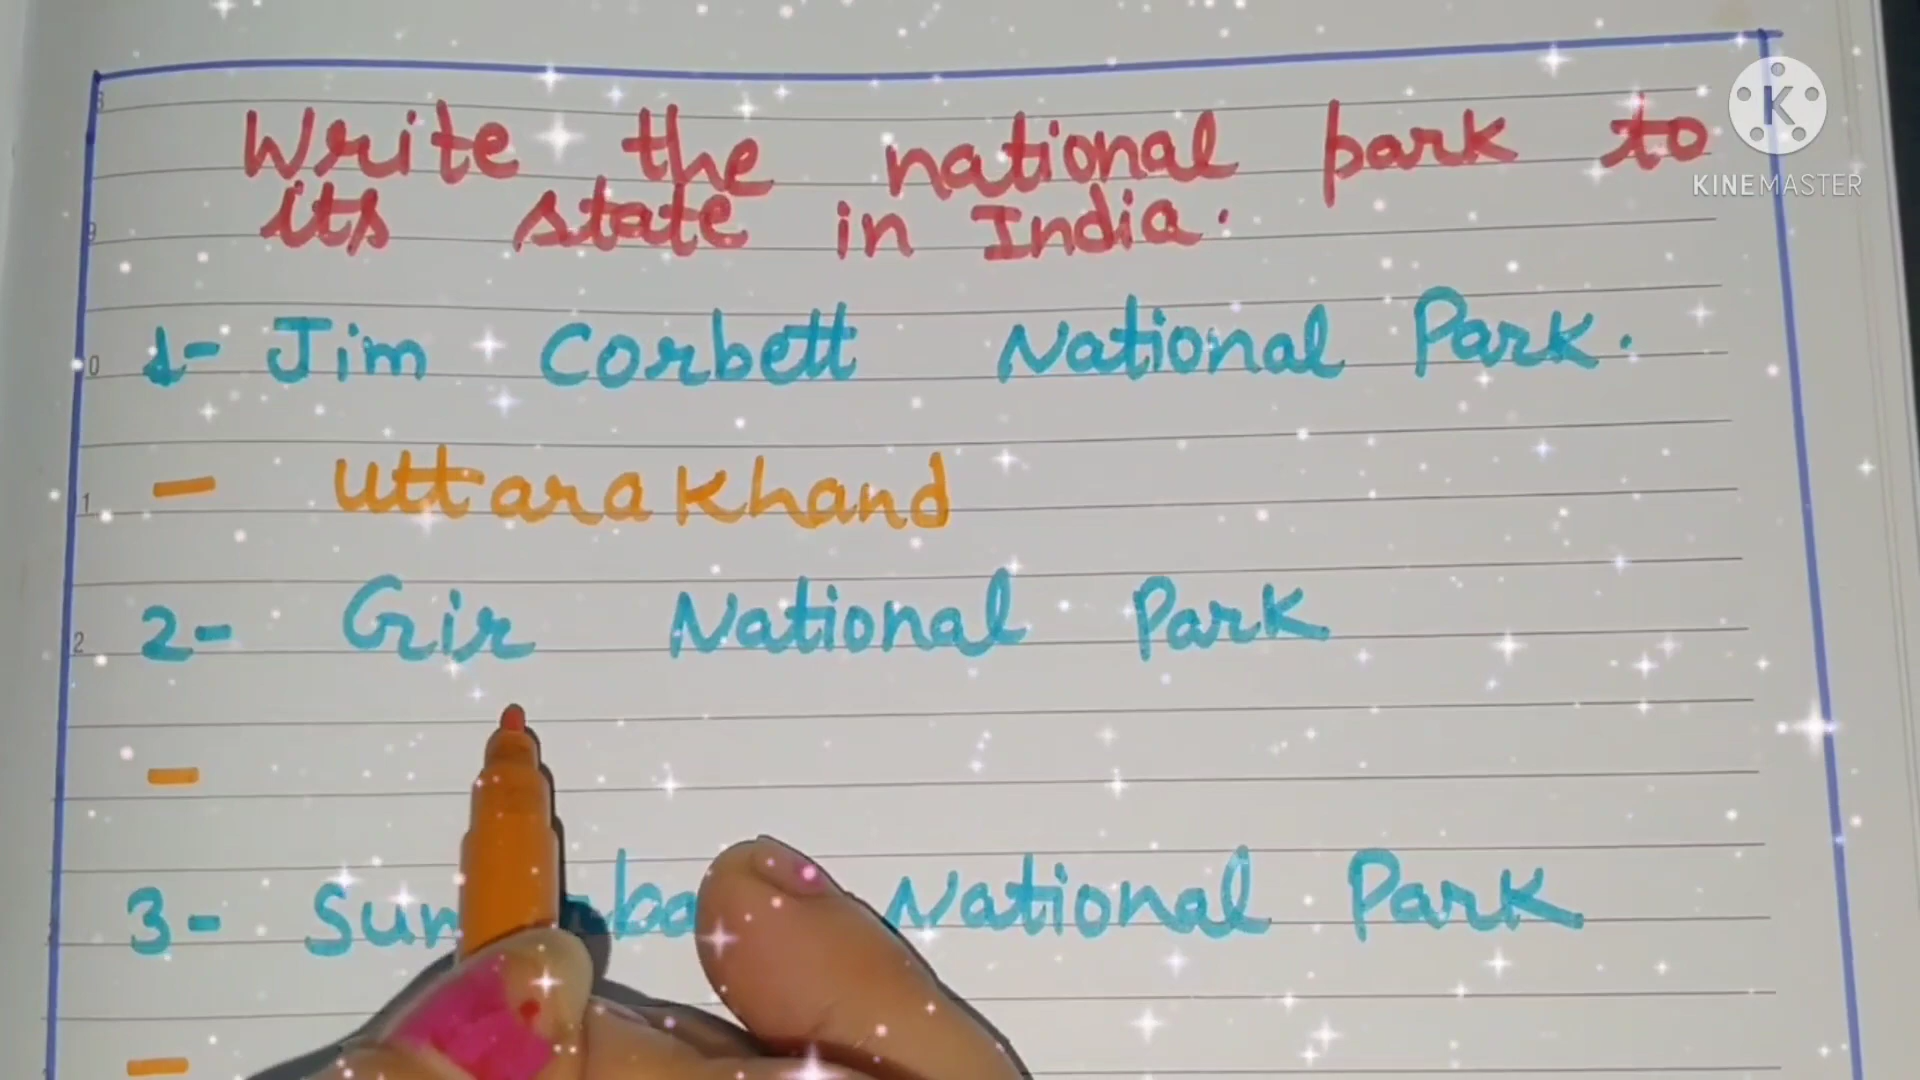 Write the national park to
its state in India.
1- Jim Corbett National Park.
- Uttarakhand
2- Gir National Park
-
3- National Park
-
K
KINEMASTER